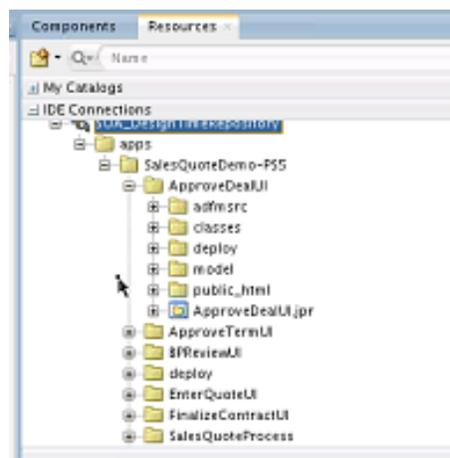 Components Resources
Name
My Catalogs
IDE Connections
SOA_DesignTimeRepository
apps
SalesQuoteDemo-PS5
ApproveDealUI
adfmsrc
classes
deploy
model
public_html
ApproveDealUI.jpr
ApproveTermUI
BPReviewUI
deploy
EnterQuoteUI
FinalizeContractUI
SalesQuoteProcess